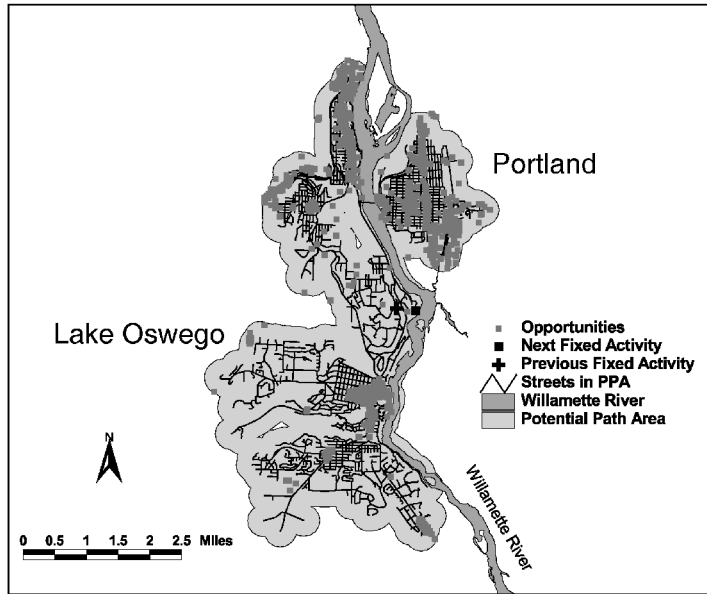 Portland
Lake Oswego
Opportunities
Next Fixed Activity
Previous Fixed Activity
Streets in PPA
Willamette River
Potential Path Area
N
0 0.5 1 1.5 2 2.5 Miles
Willamette River